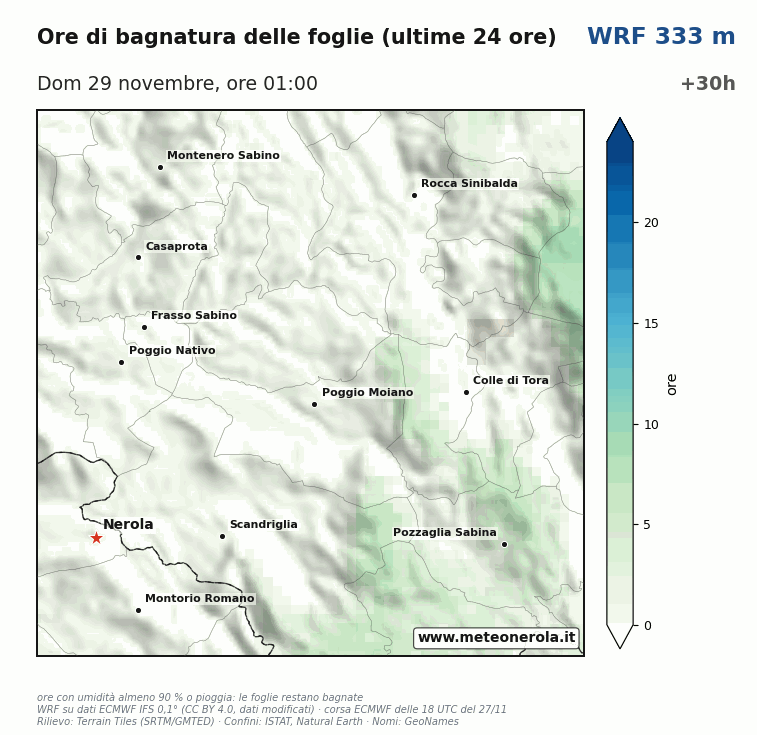 Ore di bagnatura delle foglie (ultime 24 ore)
WRF 333 m
Dom 29 novembre, ore 01:00
+30h
Montenero Sabino
Rocca Sinibalda
Casaprota
Frasso Sabino
Poggio Nativo
Poggio Moiano
Colle di Tora
Nerola
Scandriglia
Pozzaglia Sabina
Montorio Romano
www.meteonerola.it
20
15
10
5
0
ore
ore con umidità almeno 90 % o pioggia: le foglie restano bagnate
WRF su dati ECMWF IFS 0,1° (CC BY 4.0, dati modificati) · corsa ECMWF delle 18 UTC del 27/11
Rilievo: Terrain Tiles (SRTM/GMTED) · Confini: ISTAT, Natural Earth · Nomi: GeoNames